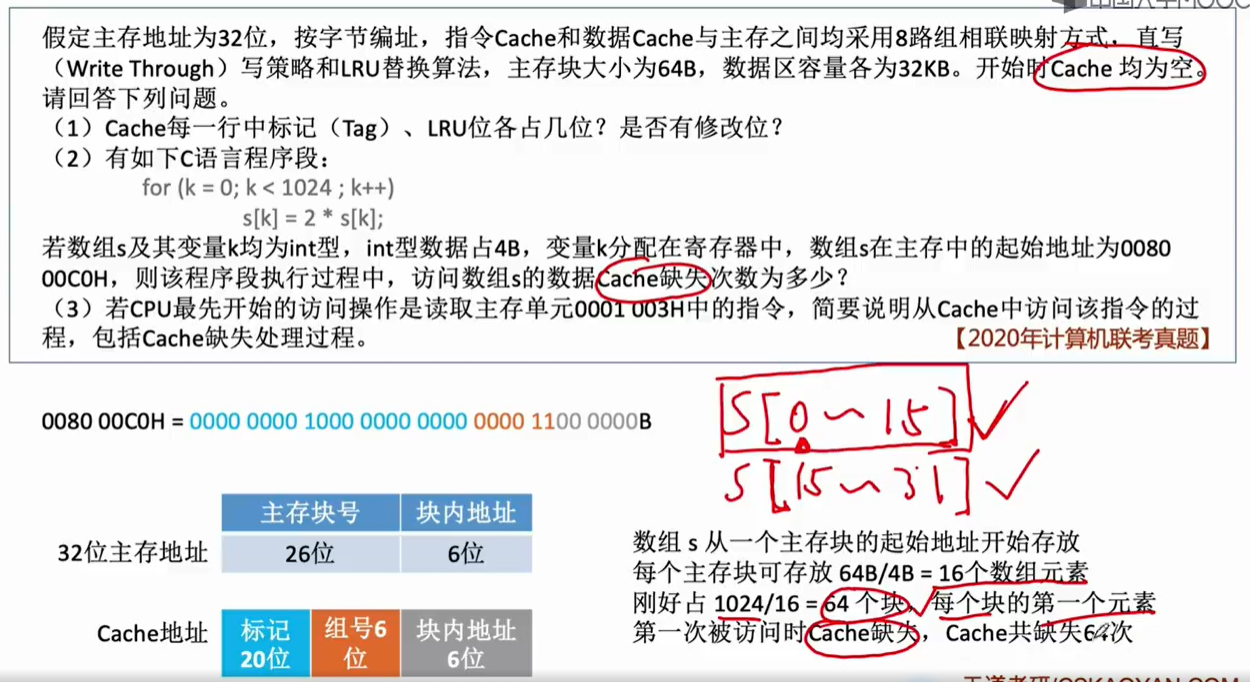 中国大学MOOC
假定主存地址为32位，按字节编址，指令Cache和数据Cache与主存之间均采用8路组相联映射方式，直写
（Write Through）写策略和LRU替换算法，主存块大小为64B，数据区容量各为32KB。开始时Cache 均为空。
请回答下列问题。
（1）Cache每一行中标记（Tag）、LRU位各占几位？是否有修改位？
（2）有如下C语言程序段：
for (k = 0; k < 1024 ; k++)
s[k] = 2 * s[k];
若数组s及其变量k均为int型，int型数据占4B，变量k分配在寄存器中，数组s在主存中的起始地址为0080
00C0H，则该程序段执行过程中，访问数组s的数据Cache缺失次数为多少？
（3）若CPU最先开始的访问操作是读取主存单元0001 003H中的指令，简要说明从Cache中访问该指令的过
程，包括Cache缺失处理过程。
【2020年计算机联考真题】
0080 00C0H = 0000 0000 1000 0000 0000 0000 1100 0000B
S[0~15]
S[15~31]
主存块号 块内地址
32位主存地址 26位 6位
Cache地址 标记 20位 组号6位 块内地址 6位
数组 s 从一个主存块的起始地址开始存放
每个主存块可存放 64B/4B = 16个数组元素
刚好占 1024/16 = 64 个块，每个块的第一个元素
第一次被访问时Cache缺失，Cache共缺失64次